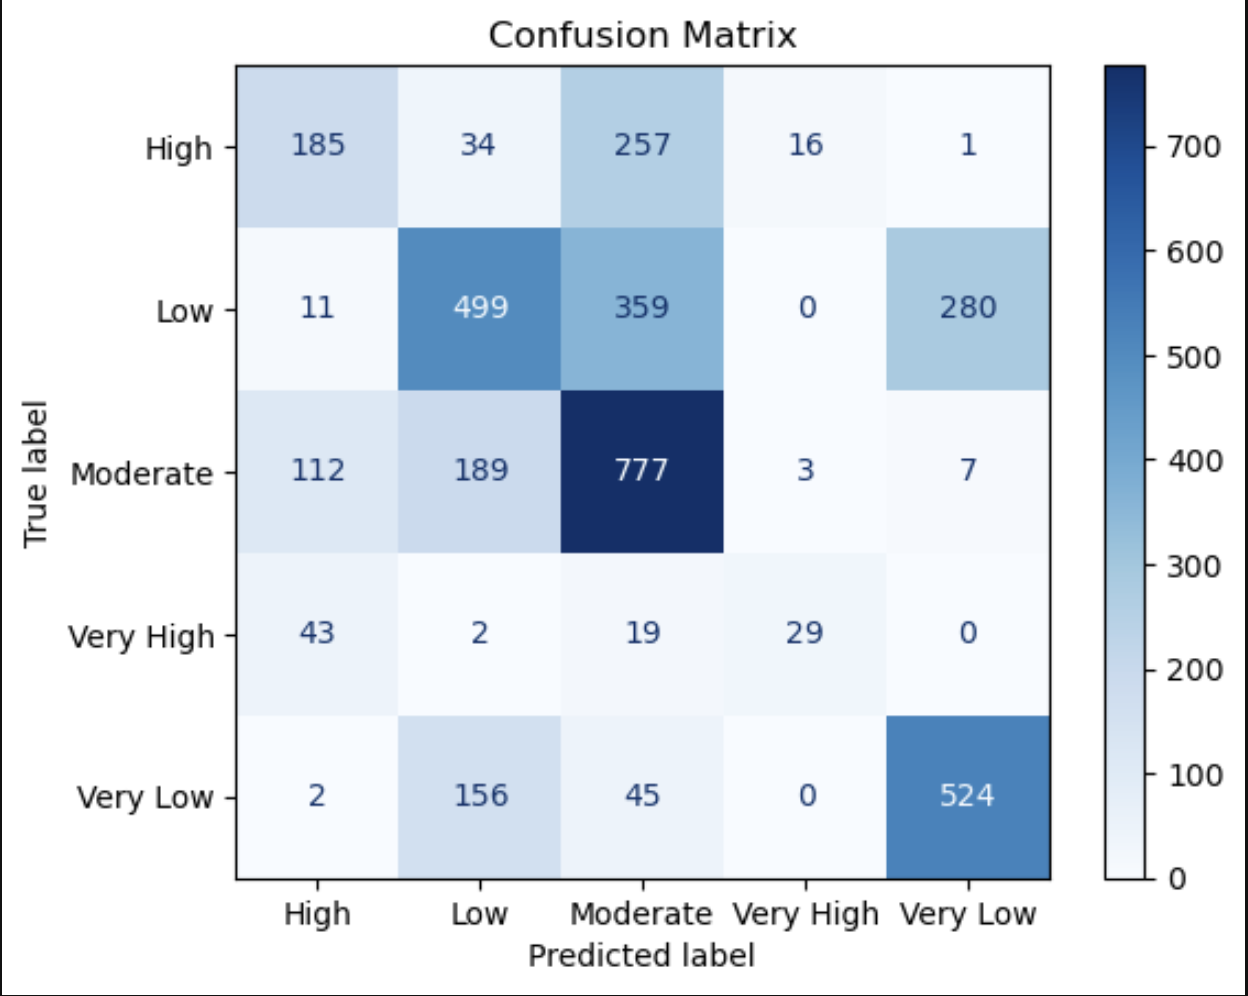 Confusion Matrix
High 185 34 257 16 1
Low 11 499 359 0 280
Moderate 112 189 777 3 7
Very High 43 2 19 29 0
Very Low 2 156 45 0 524
High Low Moderate Very High Very Low
Predicted label
True label
700
600
500
400
300
200
100
0